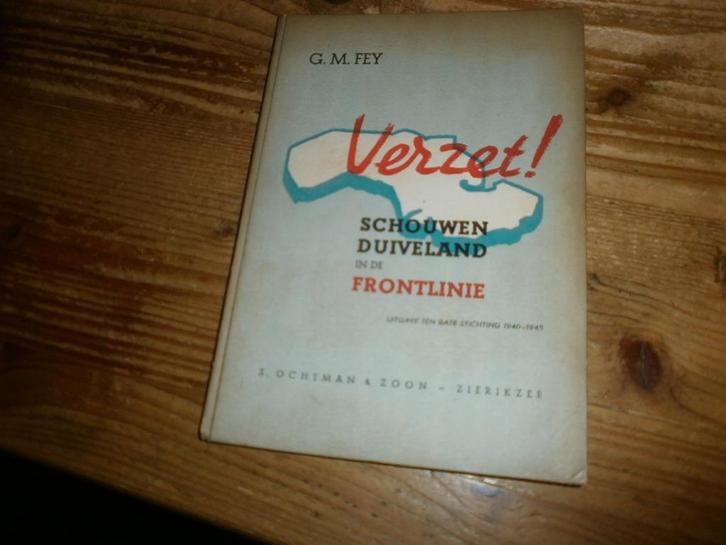 G. M. FEY
Verzet!
SCHOUWEN
DUIVELAND
IN DE
FRONTLINIE
UITGAVE TEN BATE STICHTING 1940-1945
S. OCHTMAN & ZOON - ZIERIKZEE